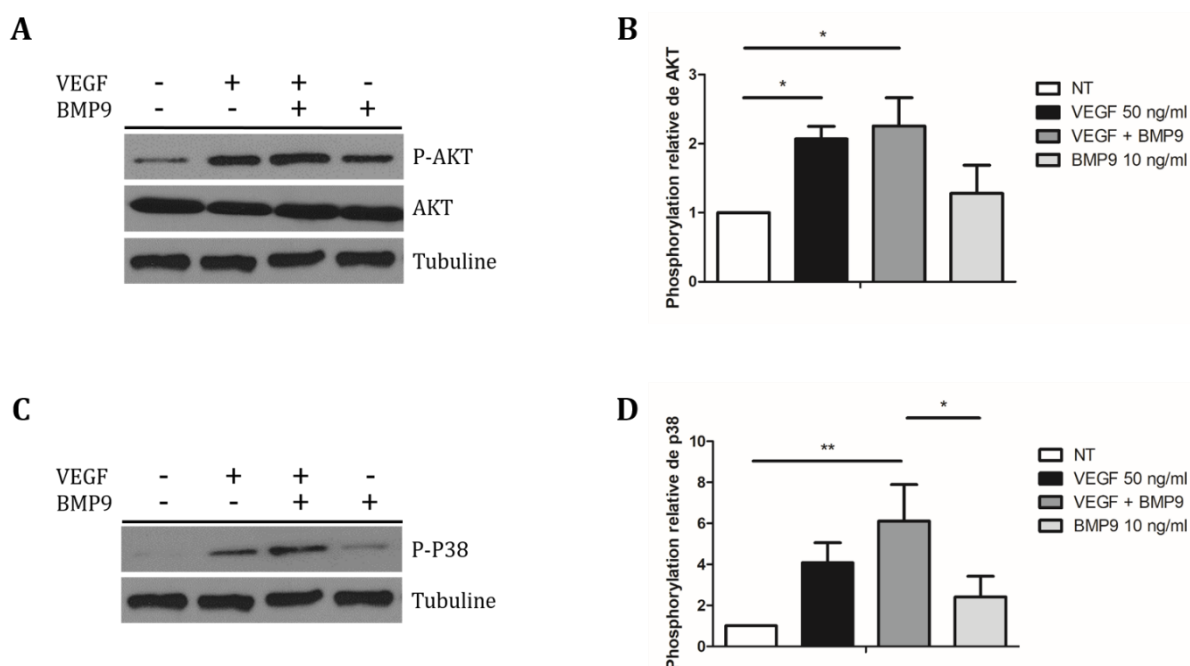 A
VEGF - + + -
BMP9 - - + +
P-AKT
AKT
Tubuline
B
Phosphorylation relative de AKT
3
2
1
0
*
*
NT
VEGF 50 ng/ml
VEGF + BMP9
BMP9 10 ng/ml
C
VEGF - + + -
BMP9 - - + +
P-P38
Tubuline
D
Phosphorylation relative de p38
10
8
6
4
2
0
*
**
NT
VEGF 50 ng/ml
VEGF + BMP9
BMP9 10 ng/ml